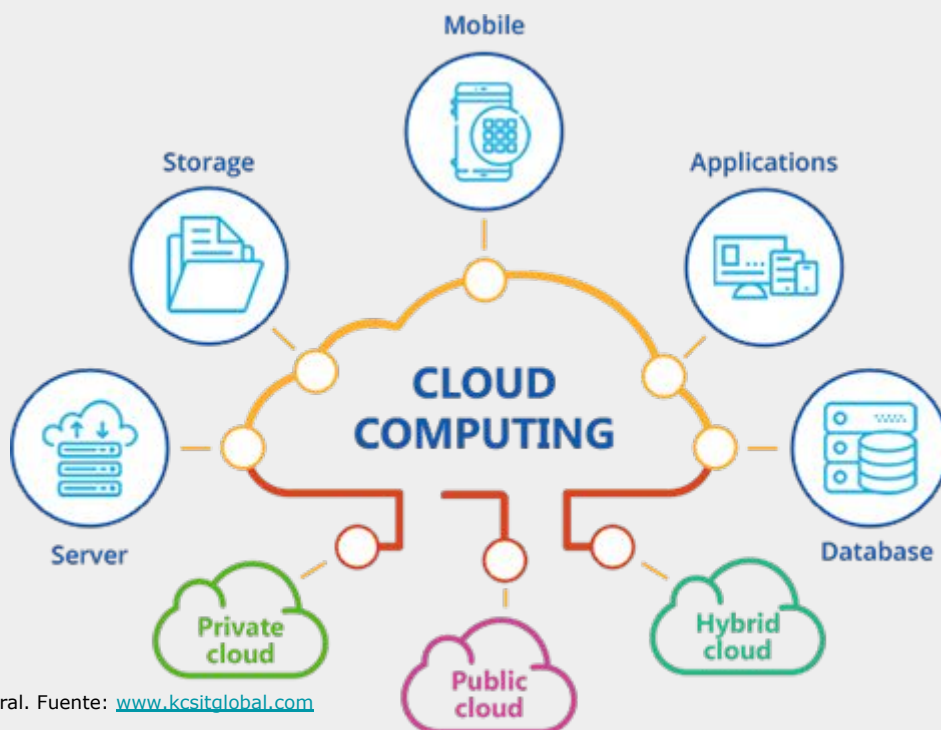 Mobile
Storage
Applications
CLOUD
COMPUTING
Server
Database
Private
cloud
Public
cloud
Hybrid
cloud
ral. Fuente: www.kcsitglobal.com